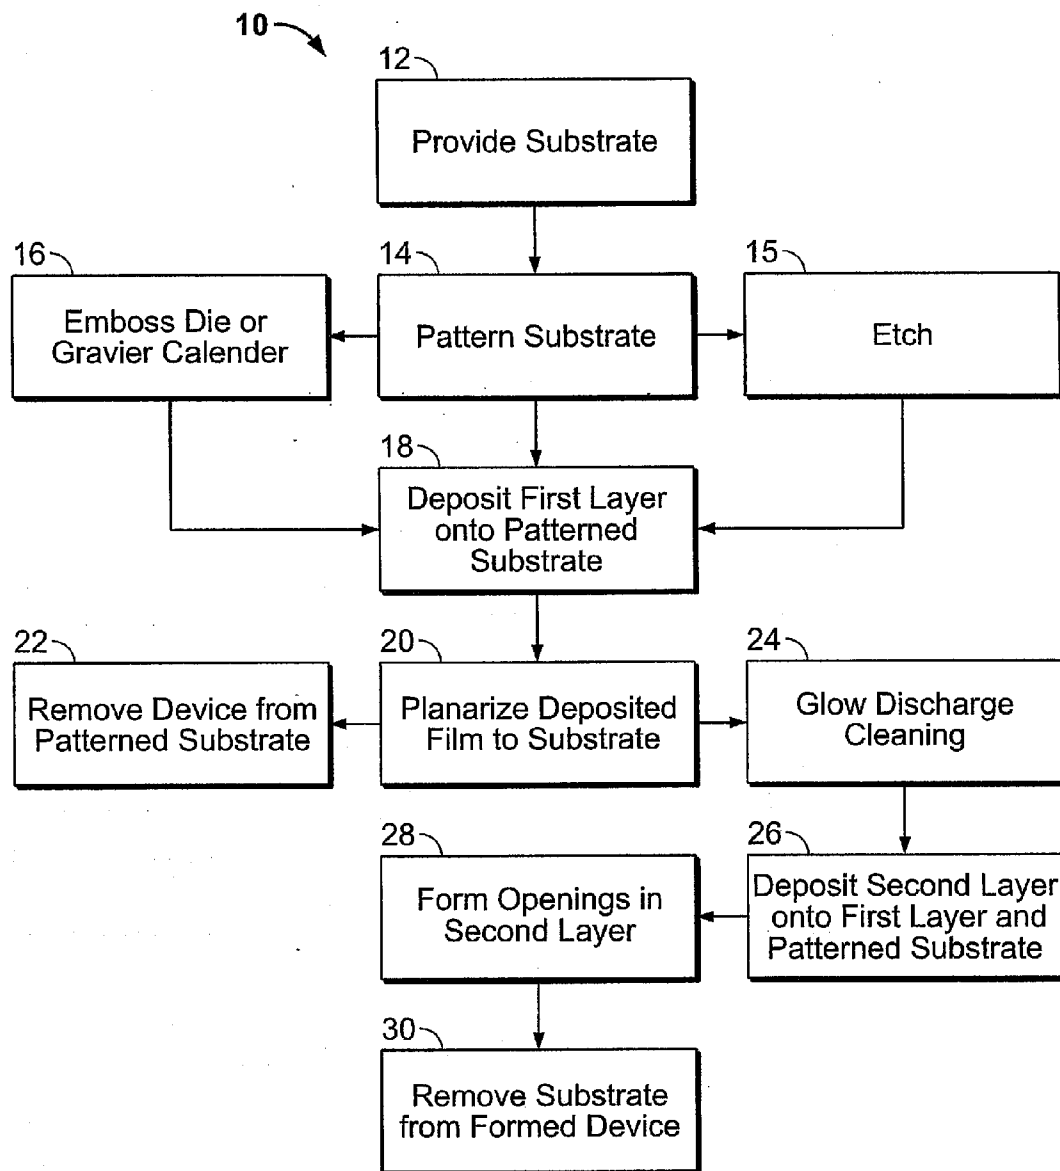 10
12
Provide Substrate
16
Emboss Die or
Gravier Calender
14
Pattern Substrate
15
Etch
18
Deposit First Layer
onto Patterned
Substrate
22
Remove Device from
Patterned Substrate
20
Planarize Deposited
Film to Substrate
24
Glow Discharge
Cleaning
28
Form Openings in
Second Layer
26
Deposit Second Layer
onto First Layer and
Patterned Substrate
30
Remove Substrate
from Formed Device